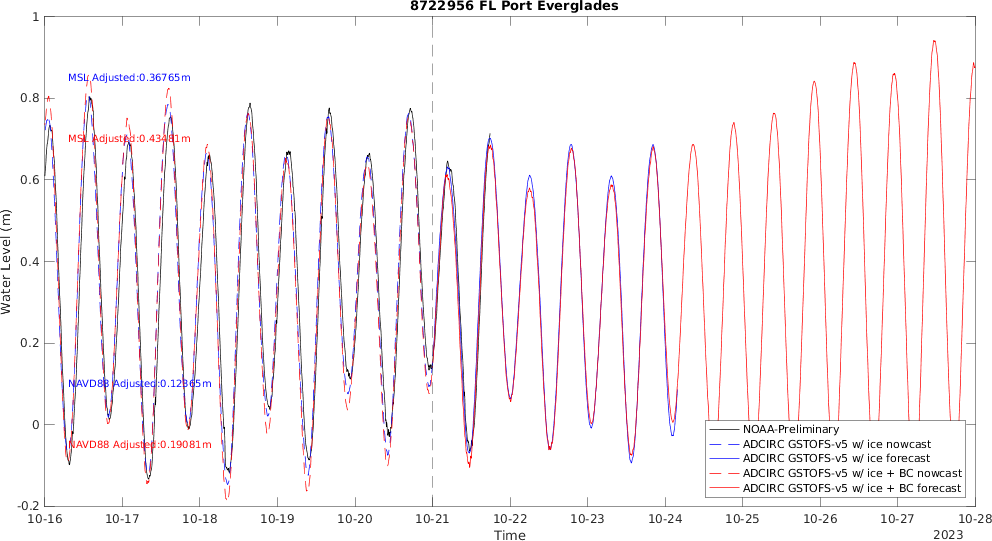 8722956 FL Port Everglades
1
0.8
0.6
0.4
0.2
0
-0.2
Water Level (m)
MSL Adjusted:0.36765m
MSL Adjusted:0.43481m
NAVD88 Adjusted:0.12365m
NAVD88 Adjusted:0.19081m
NOAA-Preliminary
ADCIRC GSTOFS-v5 w/ ice nowcast
ADCIRC GSTOFS-v5 w/ ice forecast
ADCIRC GSTOFS-v5 w/ ice + BC nowcast
ADCIRC GSTOFS-v5 w/ ice + BC forecast
10-16 10-17 10-18 10-19 10-20 10-21 10-22 10-23 10-24 10-25 10-26 10-27 10-28
Time
2023